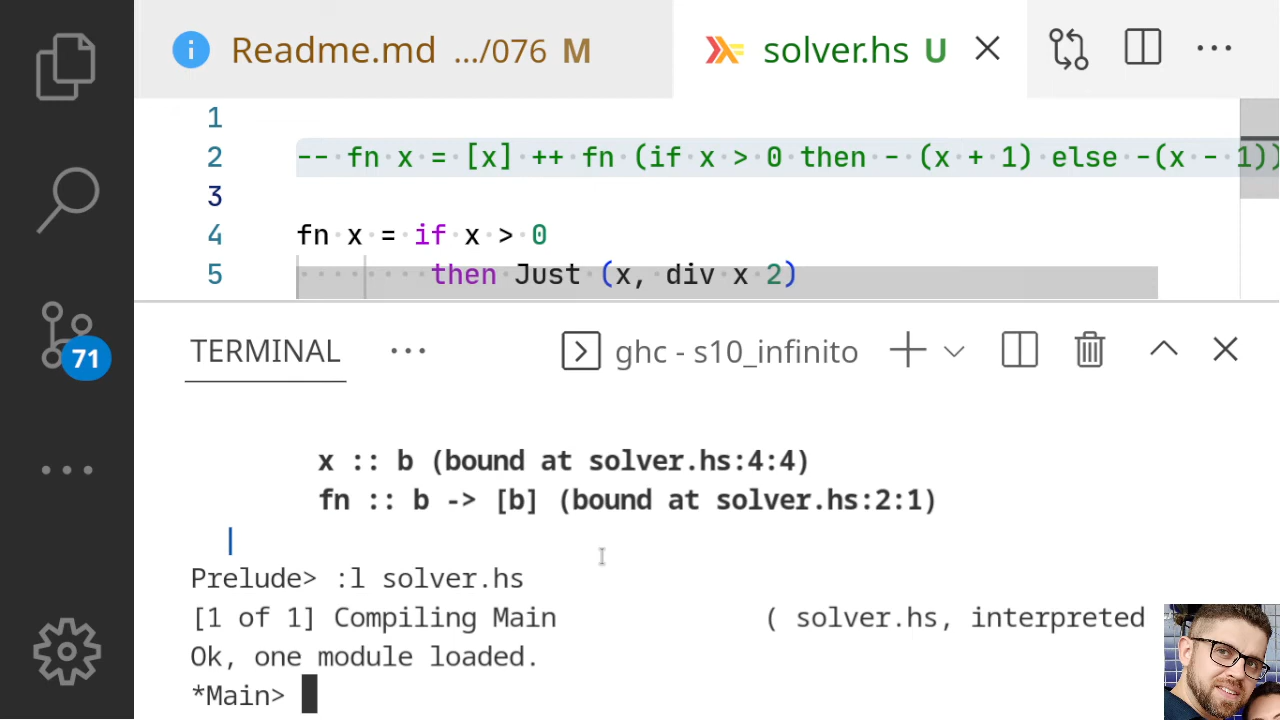 Readme.md …/076 M
solver.hs U
1
2 -- fn x = [x] ++ fn (if x > 0 then - (x + 1) else -(x - 1))
3
4 fn x = if x > 0
5 then Just (x, div x 2)
TERMINAL
ghc - s10_infinito
x :: b (bound at solver.hs:4:4)
fn :: b -> [b] (bound at solver.hs:2:1)
|
Prelude> :l solver.hs
[1 of 1] Compiling Main ( solver.hs, interpreted
Ok, one module loaded.
*Main>
71